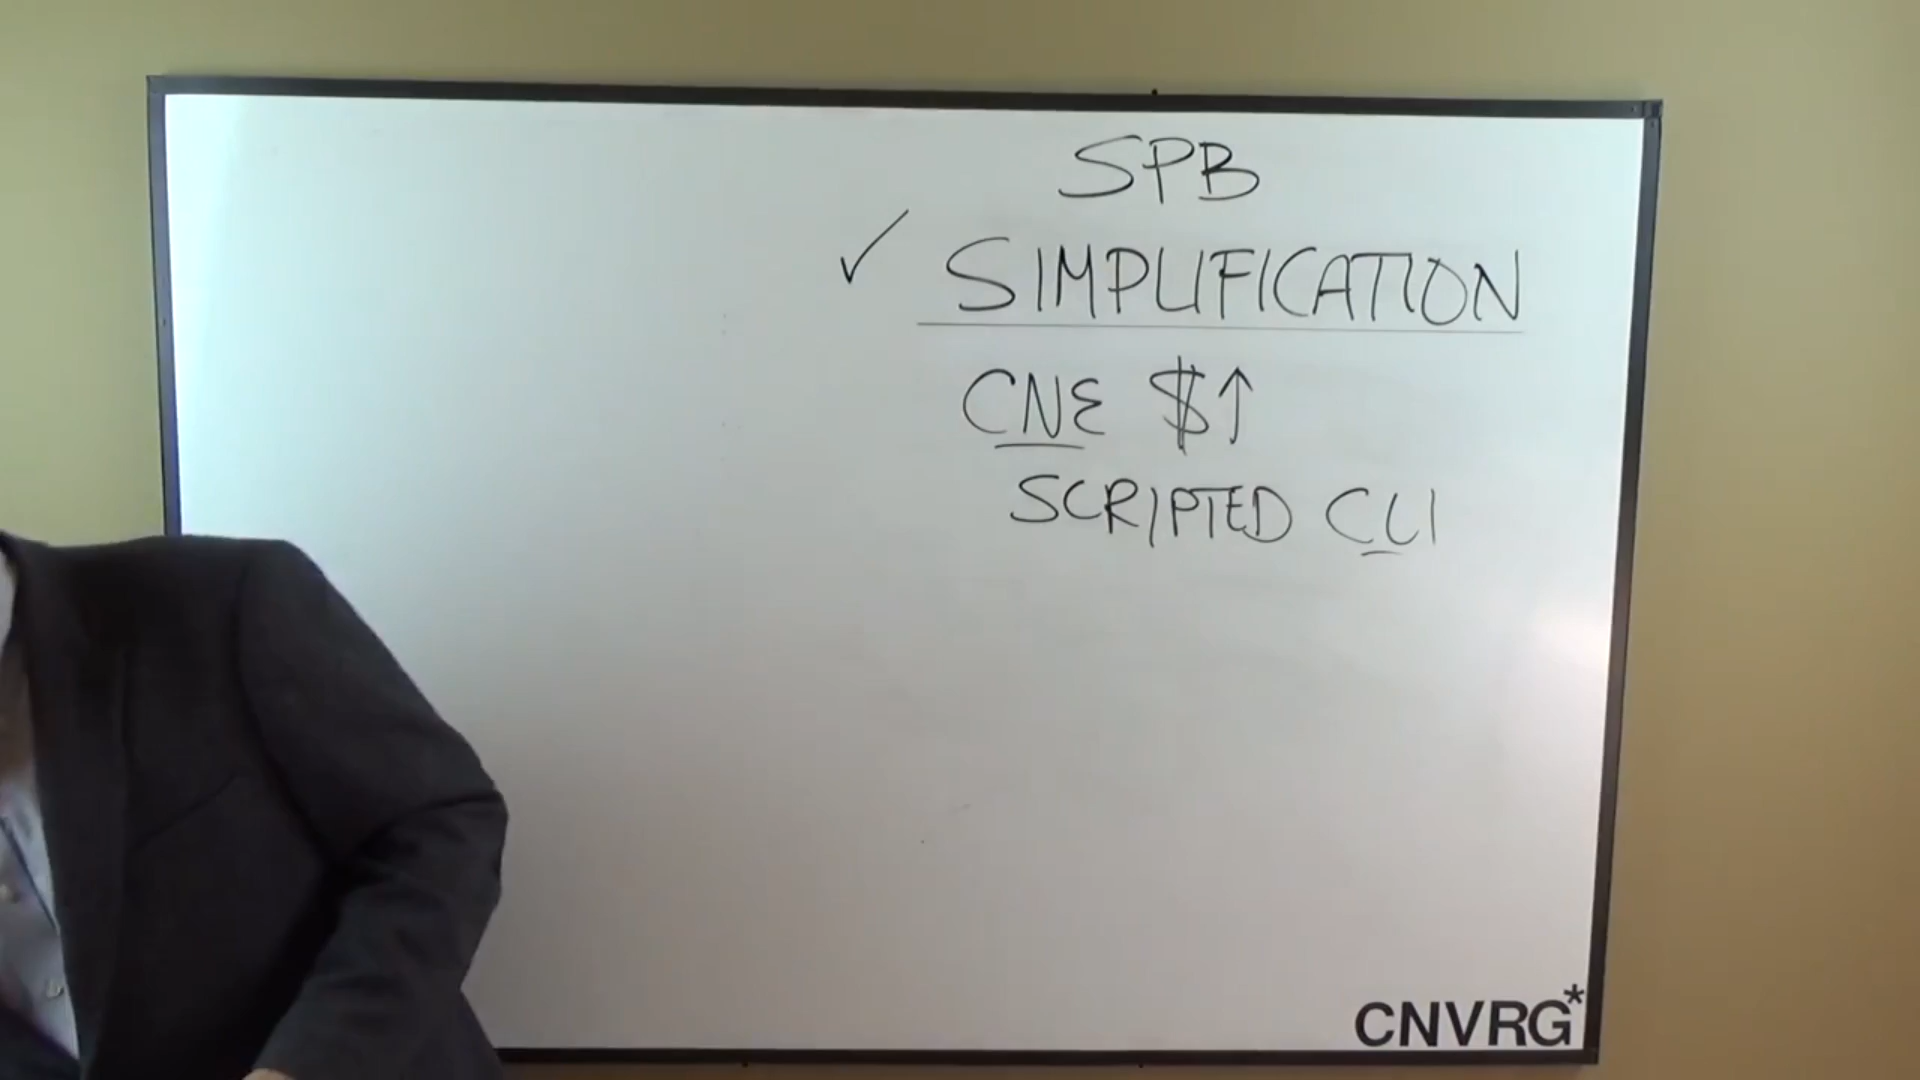 SPB
✓ SIMPLIFICATION
CNE $↑
SCRIPTED CLI
CNVRG*